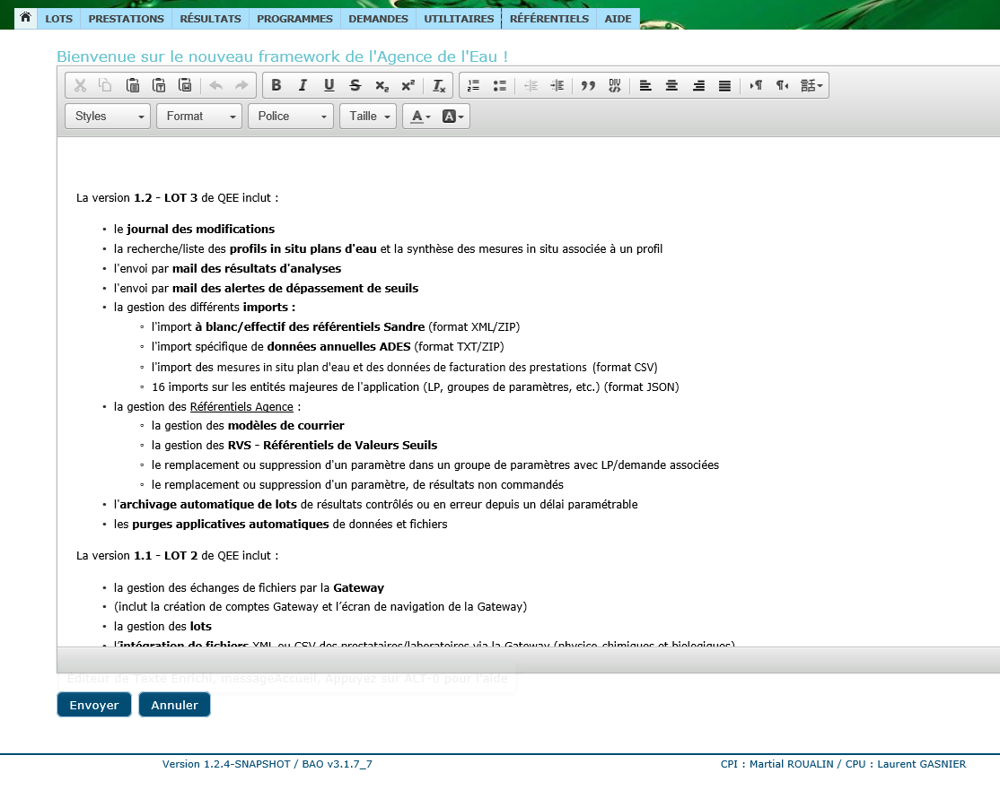 LOTS PRESTATIONS RÉSULTATS PROGRAMMES DEMANDES UTILITAIRES RÉFÉRENTIELS AIDE
Bienvenue sur le nouveau framework de l'Agence de l'Eau !
Styles Format Police Taille
La version 1.2 - LOT 3 de QEE inclut :
• le journal des modifications
• la recherche/liste des profils in situ plans d'eau et la synthèse des mesures in situ associée à un profil
• l'envoi par mail des résultats d'analyses
• l'envoi par mail des alertes de dépassement de seuils
• la gestion des différents imports :
◦ l'import à blanc/effectif des référentiels Sandre (format XML/ZIP)
◦ l'import spécifique de données annuelles ADES (format TXT/ZIP)
◦ l'import des mesures in situ plan d'eau et des données de facturation des prestations (format CSV)
◦ 16 imports sur les entités majeures de l'application (LP, groupes de paramètres, etc.) (format JSON)
• la gestion des Référentiels Agence :
◦ la gestion des modèles de courrier
◦ la gestion des RVS - Référentiels de Valeurs Seuils
◦ le remplacement ou suppression d'un paramètre dans un groupe de paramètres avec LP/demande associées
◦ le remplacement ou suppression d'un paramètre, de résultats non commandés
• l'archivage automatique de lots de résultats contrôlés ou en erreur depuis un délai paramétrable
• les purges applicatives automatiques de données et fichiers
La version 1.1 - LOT 2 de QEE inclut :
• la gestion des échanges de fichiers par la Gateway
• (inclut la création de comptes Gateway et l’écran de navigation de la Gateway)
• la gestion des lots
• l’intégration de fichiers XML ou CSV des prestataires/laboratoires via la Gateway (physico-chimiques et biologiques)
Éditeur de Texte Enrichi, messageAccueil, Appuyez sur ALT-0 pour l'aide
Envoyer Annuler
Version 1.2.4-SNAPSHOT / BAO v3.1.7_7 CPI : Martial ROUALIN / CPU : Laurent GASNIER